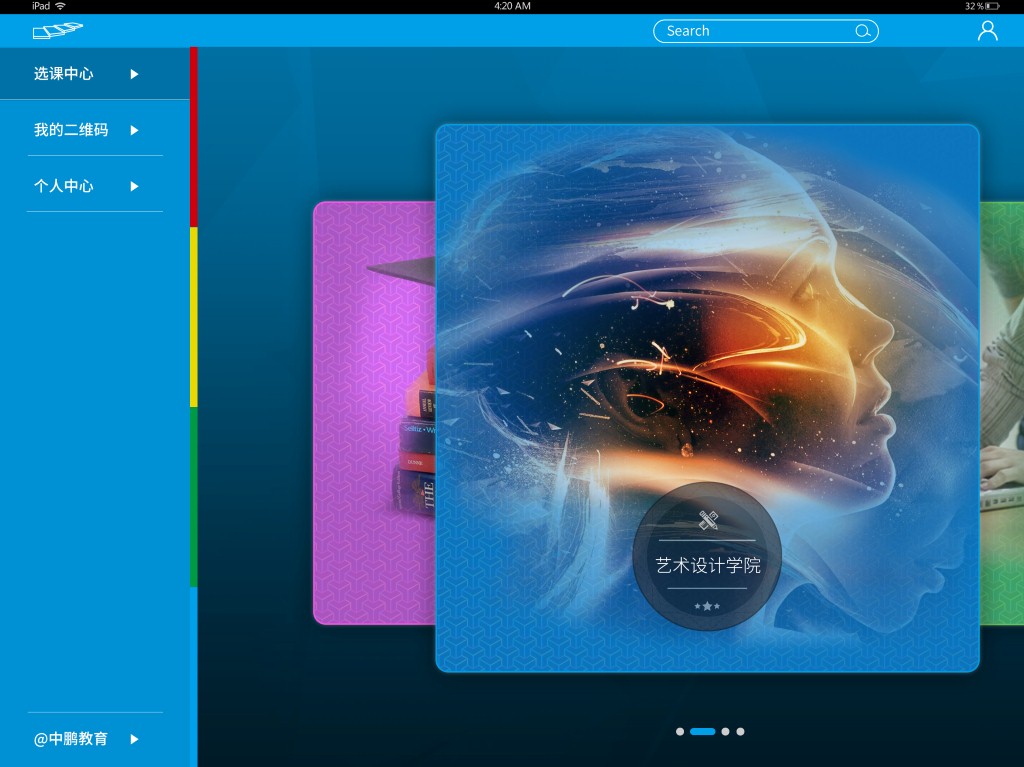 iPad
4:20 AM
32%
Search
选课中心
我的二维码
个人中心
THE
艺术设计学院
@中鹏教育